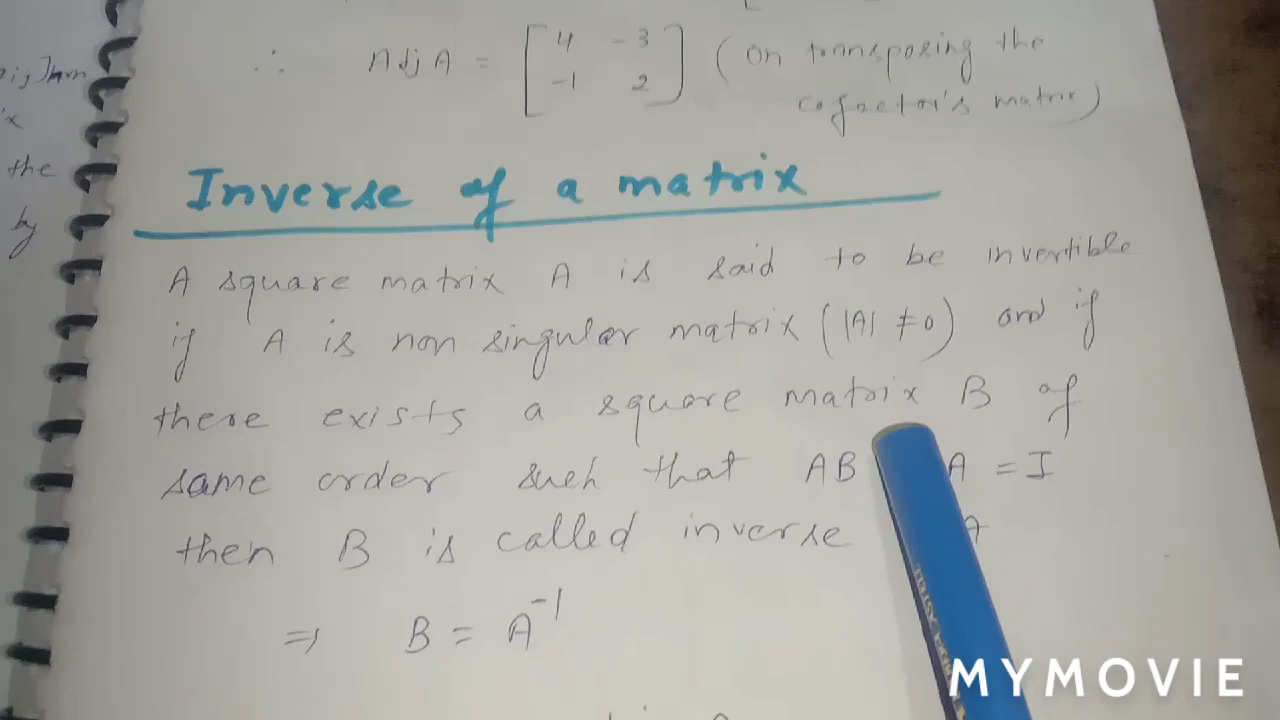 ∴ Adj A = [ 4 -3 ] ( on transposing the
[ -1 2 ] cofactor's matrix)
the
by
Inverse of a matrix
A square matrix A is said to be invertible
if A is non singular matrix ( |A| ≠ 0 ) and if
there exists a square matrix B of
same order such that AB A = I
then B is called inverse A
⇒ B = A⁻¹
MYMOVIE